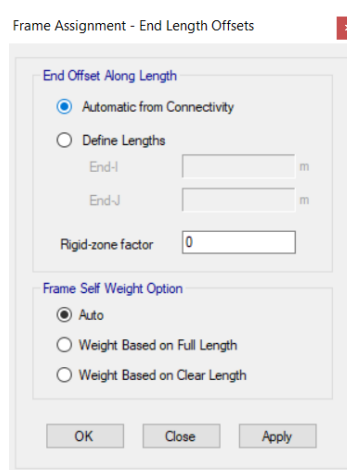 Frame Assignment - End Length Offsets
End Offset Along Length
Automatic from Connectivity
Define Lengths
End-I m
End-J m
Rigid-zone factor 0
Frame Self Weight Option
Auto
Weight Based on Full Length
Weight Based on Clear Length
OK Close Apply